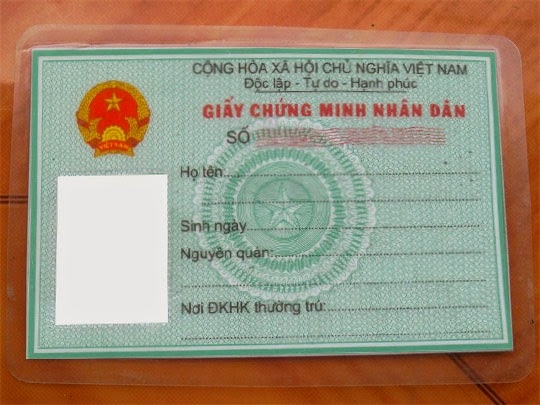 CỘNG HÒA XÃ HỘI CHỦ NGHĨA VIỆT NAM
Độc lập - Tự do - Hạnh phúc
GIẤY CHỨNG MINH NHÂN DÂN
SỐ
VIỆT NAM
Họ tên
Sinh ngày
Nguyên quán:
Nơi ĐKHK thường trú: